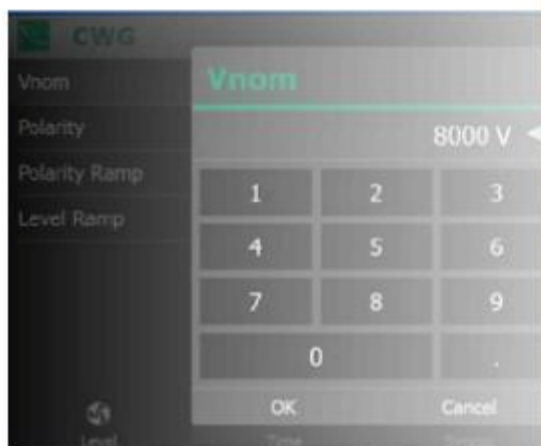 CWG
Vnom
Polarity
Polarity Ramp
Level Ramp
Level
Vnom
8000 V
1 2 3
4 5 6
7 8 9
0 .
OK Cancel
Time